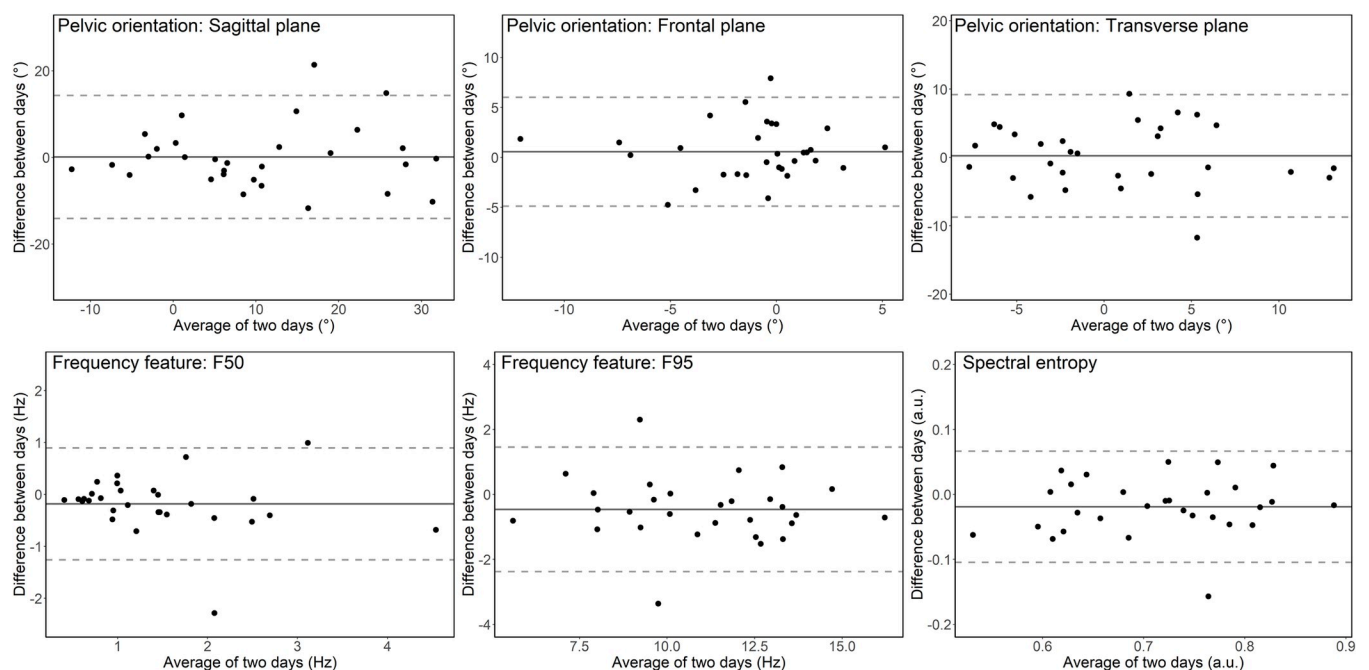 Pelvic orientation: Sagittal plane
Difference between days (°)
20
0
-20
-10
0
10
20
30
Average of two days (°)
Pelvic orientation: Frontal plane
Difference between days (°)
10
5
0
-5
-10
-10
-5
0
5
Average of two days (°)
Pelvic orientation: Transverse plane
Difference between days (°)
20
10
0
-10
-20
-5
0
5
10
Average of two days (°)
Frequency feature: F50
Difference between days (Hz)
2
1
0
-1
-2
1
2
3
4
Average of two days (Hz)
Frequency feature: F95
Difference between days (Hz)
4
2
0
-2
-4
7.5
10.0
12.5
15.0
Average of two days (Hz)
Spectral entropy
Difference between days (a.u.)
0.2
0.1
0.0
-0.1
-0.2
0.6
0.7
0.8
0.9
Average of two days (a.u.)